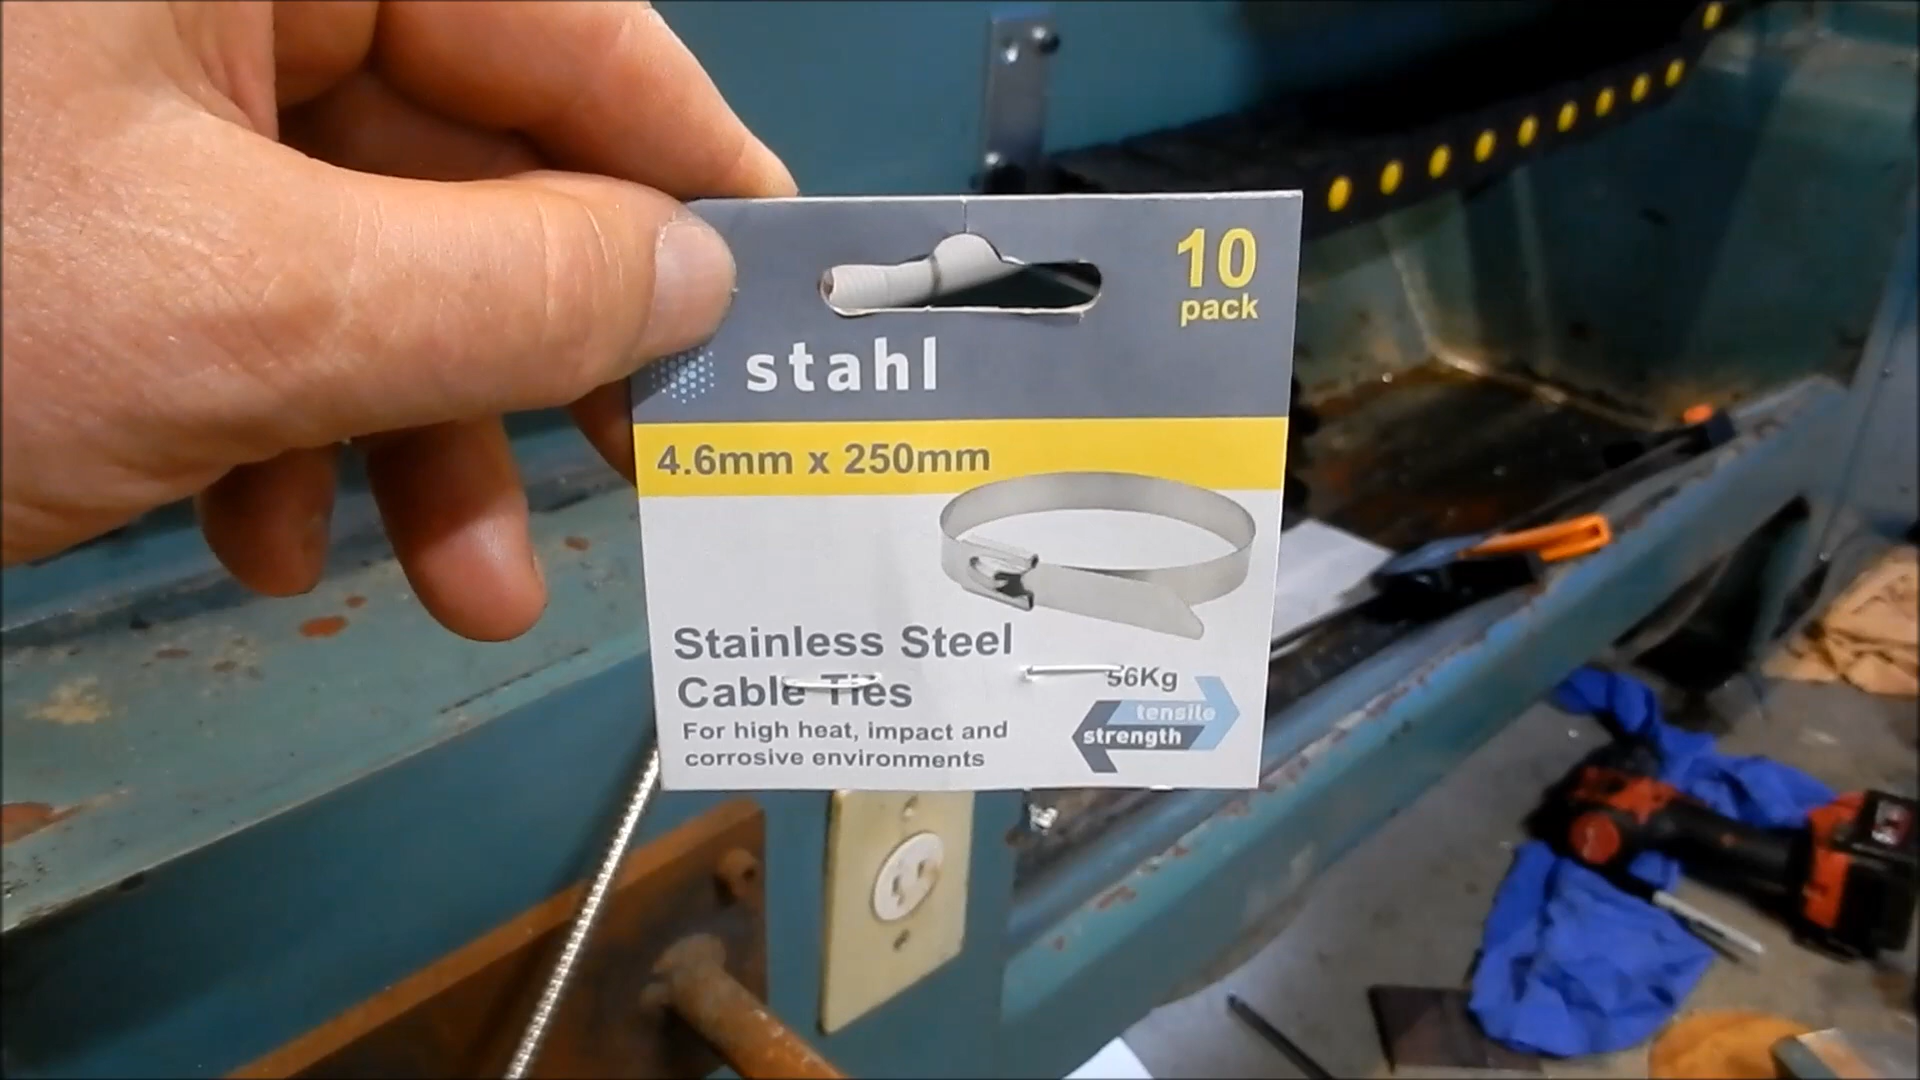 10
pack
stahl
4.6mm x 250mm
Stainless Steel
Cable Ties
For high heat, impact and
corrosive environments
56Kg
tensile
strength